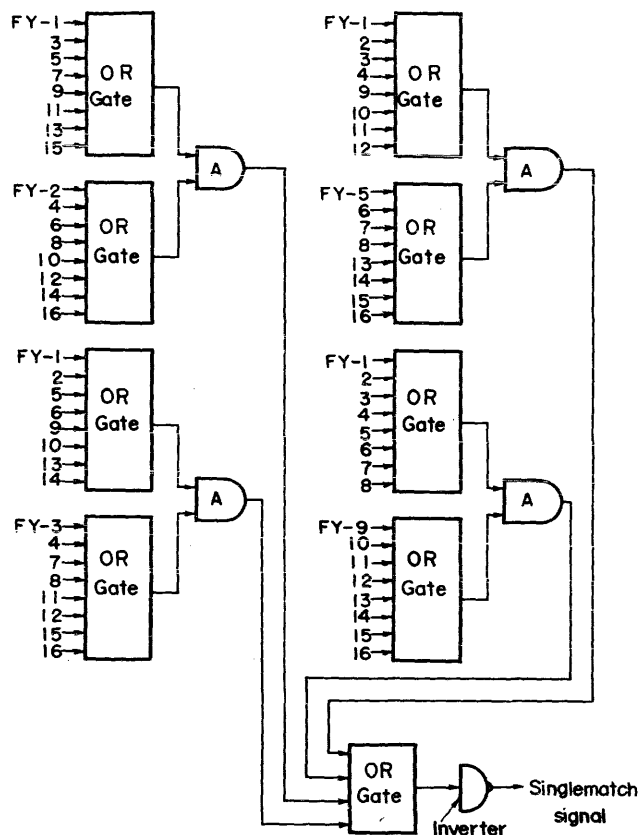 FY-1
3
5
7
9
11
13
15
OR
Gate
A
FY-2
4
6
8
10
12
14
16
OR
Gate
FY-1
2
3
4
9
10
11
12
OR
Gate
A
FY-5
6
7
8
13
14
15
16
OR
Gate
FY-1
2
5
6
9
10
13
14
OR
Gate
A
FY-3
4
7
8
11
12
15
16
OR
Gate
FY-1
2
3
4
5
6
7
8
OR
Gate
A
FY-9
10
11
12
13
14
15
16
OR
Gate
OR
Gate
Inverter
Singlematch
signal